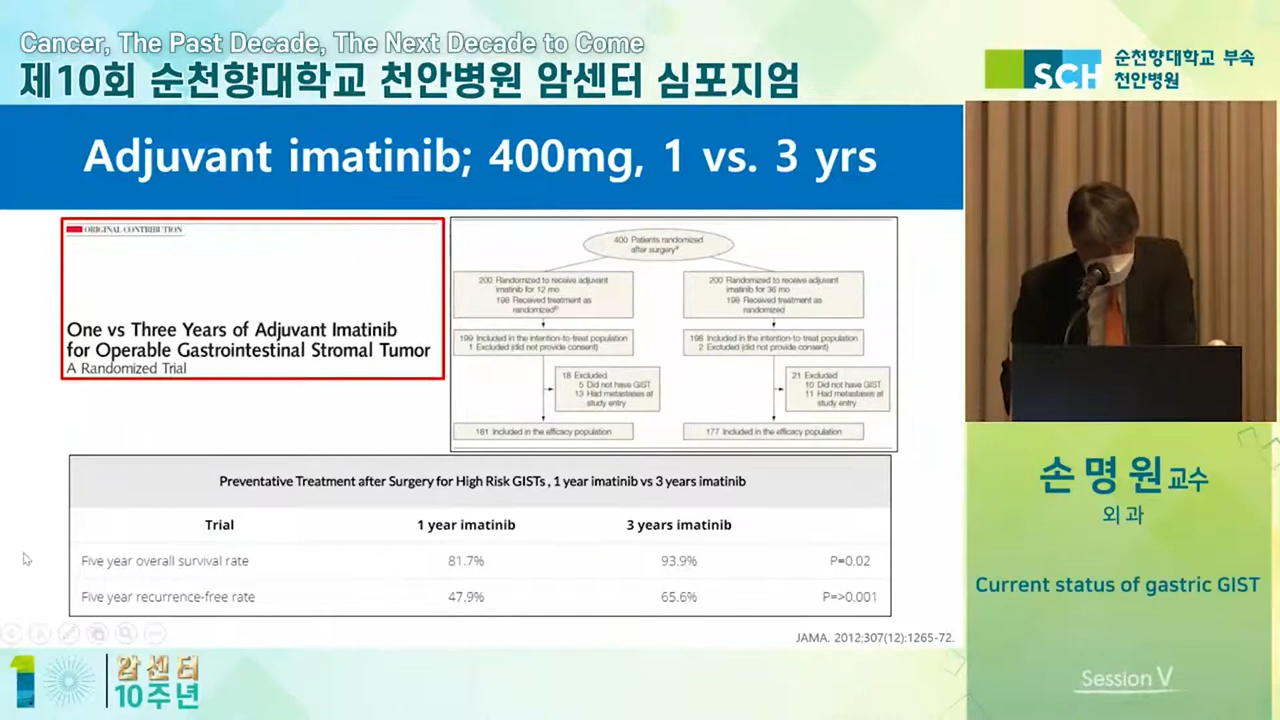 Cancer, The Past Decade, The Next Decade to Come
제10회 순천향대학교 천안병원 암센터 심포지엄
SCH
순천향대학교 부속
천안병원
Adjuvant imatinib; 400mg, 1 vs. 3 yrs
ORIGINAL CONTRIBUTION
One vs Three Years of Adjuvant Imatinib
for Operable Gastrointestinal Stromal Tumor
A Randomized Trial
400 Patients randomized
after surgery
200 Randomized to receive adjuvant
imatinib for 12 mo
198 Received treatment as
randomized
200 Randomized to receive adjuvant
imatinib for 36 mo
198 Received treatment as
randomized
199 Included in the intention-to-treat population
1 Excluded (did not provide consent)
198 Included in the intention-to-treat population
2 Excluded (did not provide consent)
18 Excluded
5 Did not have GIST
13 Had metastases at
study entry
21 Excluded
10 Did not have GIST
11 Had metastases at
study entry
181 Included in the efficacy population
177 Included in the efficacy population
Preventative Treatment after Surgery for High Risk GISTs , 1 year imatinib vs 3 years imatinib
Trial 1 year imatinib 3 years imatinib
Five year overall survival rate 81.7% 93.9% P=0.02
Five year recurrence-free rate 47.9% 65.6% P=>0.001
JAMA. 2012;307(12):1265-72.
손명원 교수
외과
Current status of gastric GIST
Session V
10
암센터
10주년